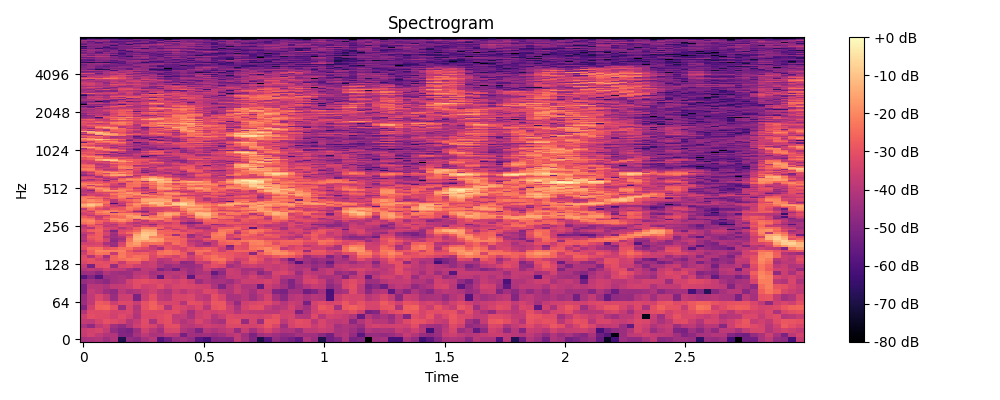 Spectrogram
Hz
4096
2048
1024
512
256
128
64
0
0
0.5
1
1.5
2
2.5
Time
+0 dB
-10 dB
-20 dB
-30 dB
-40 dB
-50 dB
-60 dB
-70 dB
-80 dB